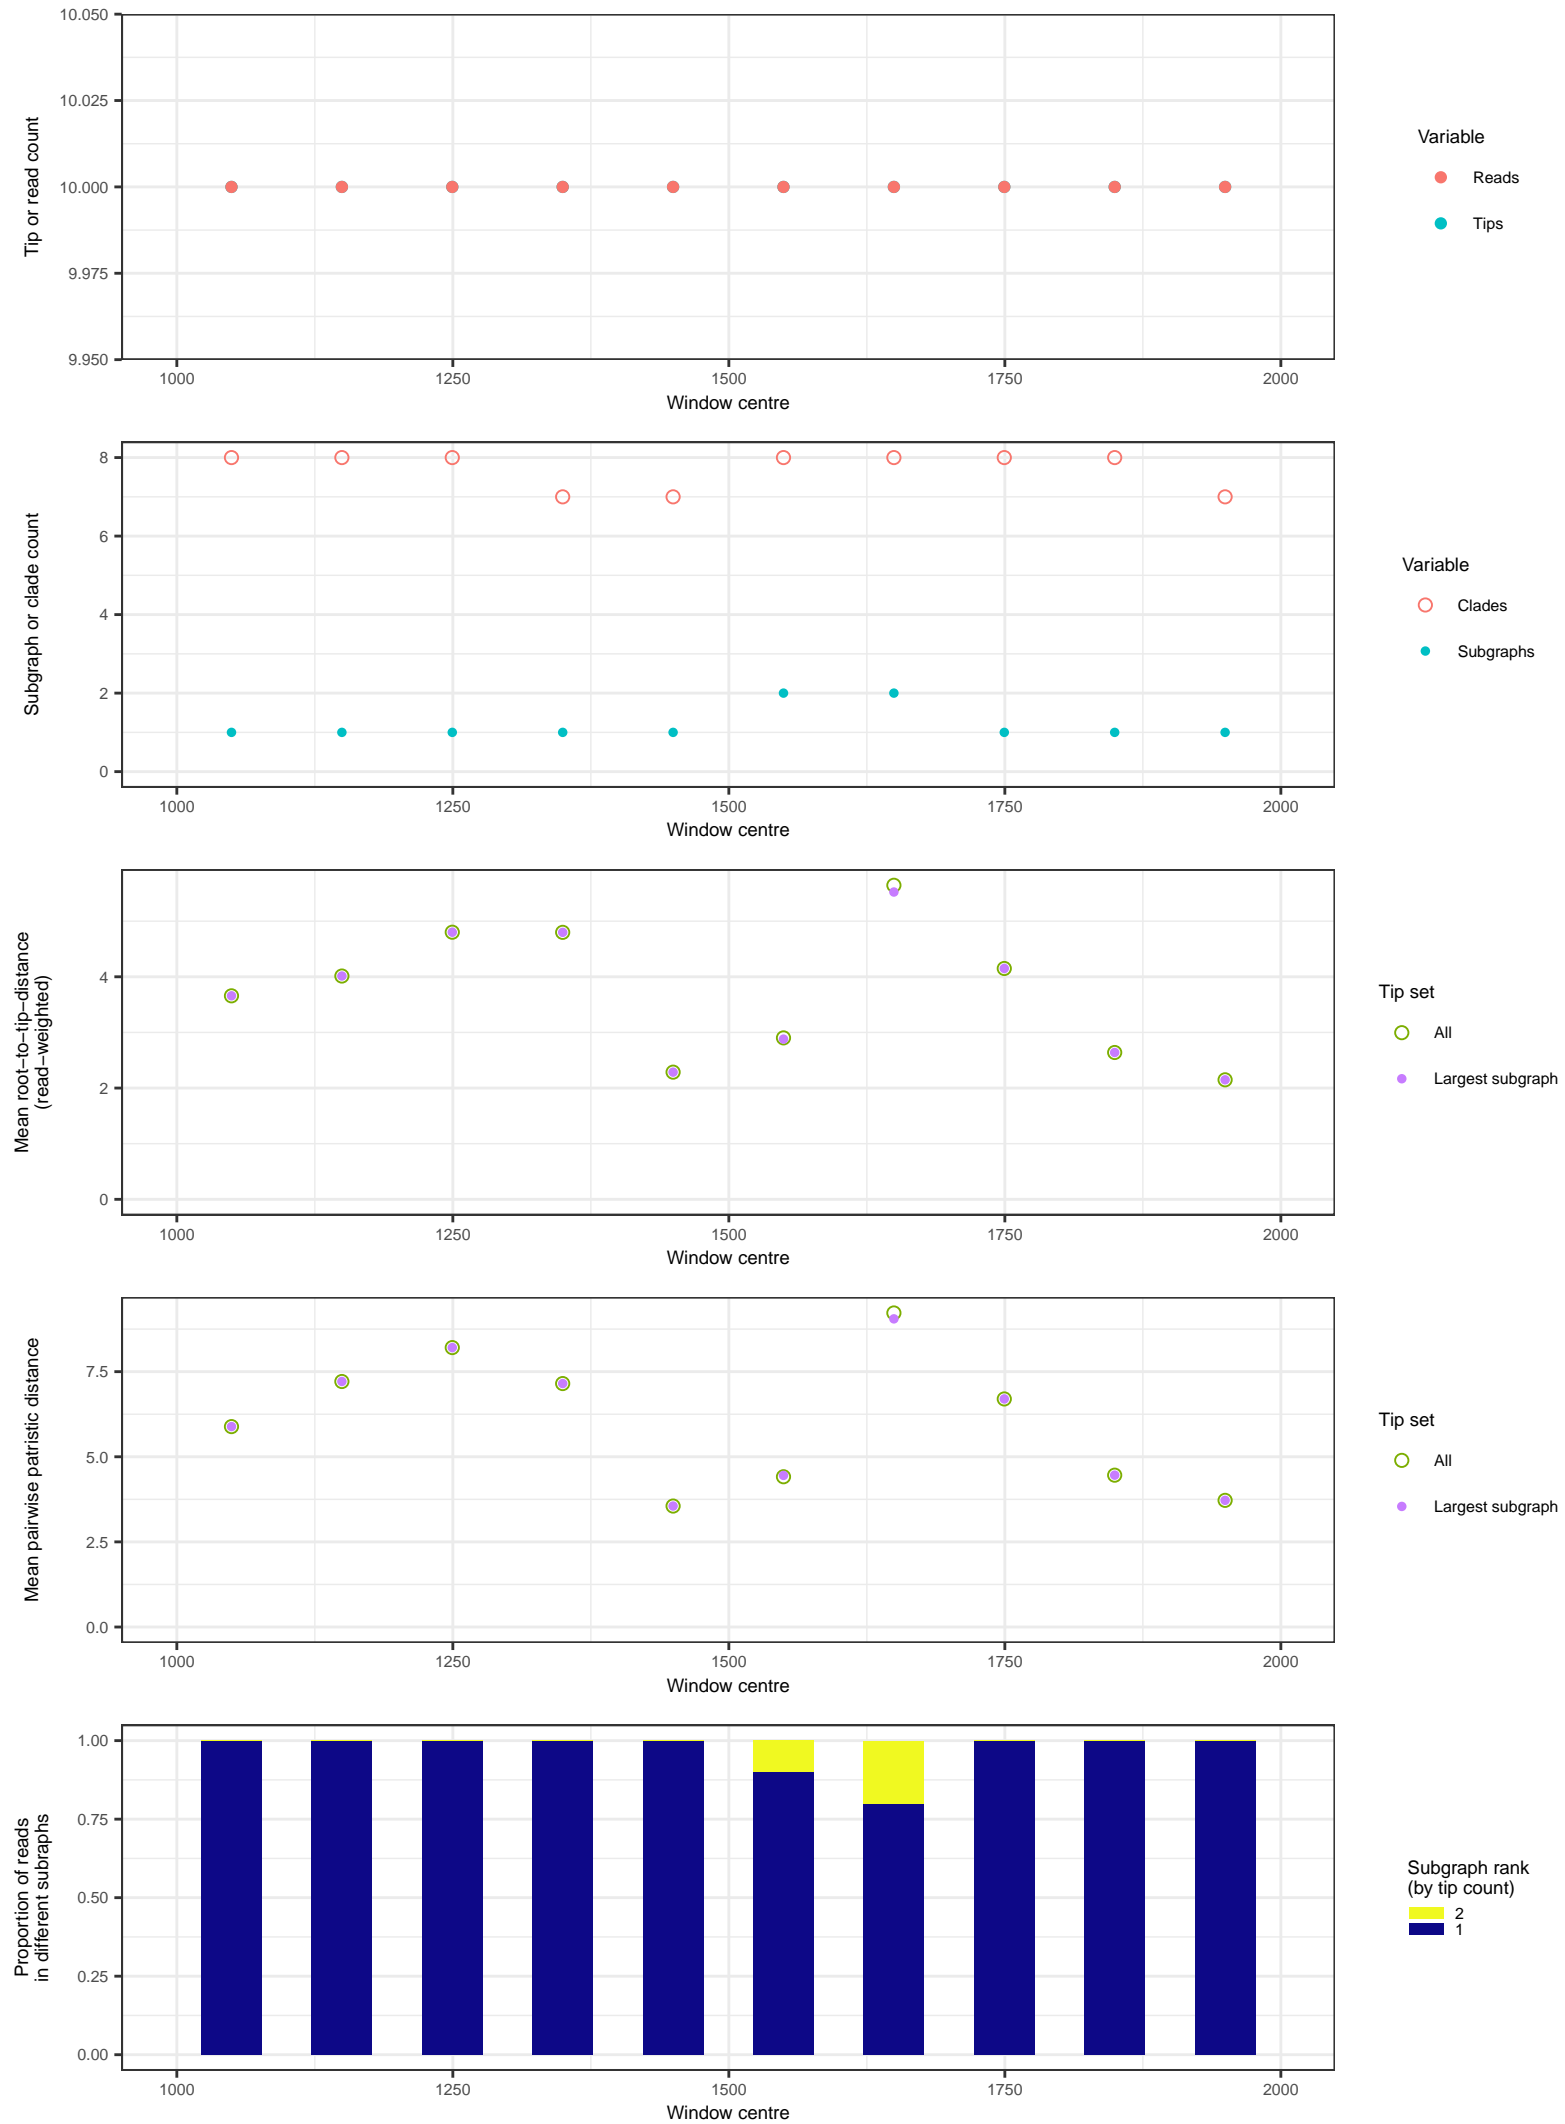 10.050
10.025
10.000
9.975
9.950
Tip or read count
1000 1250 1500 1750 2000
Window centre
Variable
Reads
Tips
8
6
4
2
0
Subgraph or clade count
1000 1250 1500 1750 2000
Window centre
Variable
Clades
Subgraphs
4
2
0
Mean root−to−tip−distance
(read−weighted)
1000 1250 1500 1750 2000
Window centre
Tip set
All
Largest subgraph
7.5
5.0
2.5
0.0
Mean pairwise patristic distance
1000 1250 1500 1750 2000
Window centre
Tip set
All
Largest subgraph
1.00
0.75
0.50
0.25
0.00
Proportion of reads
in different subraphs
1000 1250 1500 1750 2000
Window centre
Subgraph rank
(by tip count)
2
1